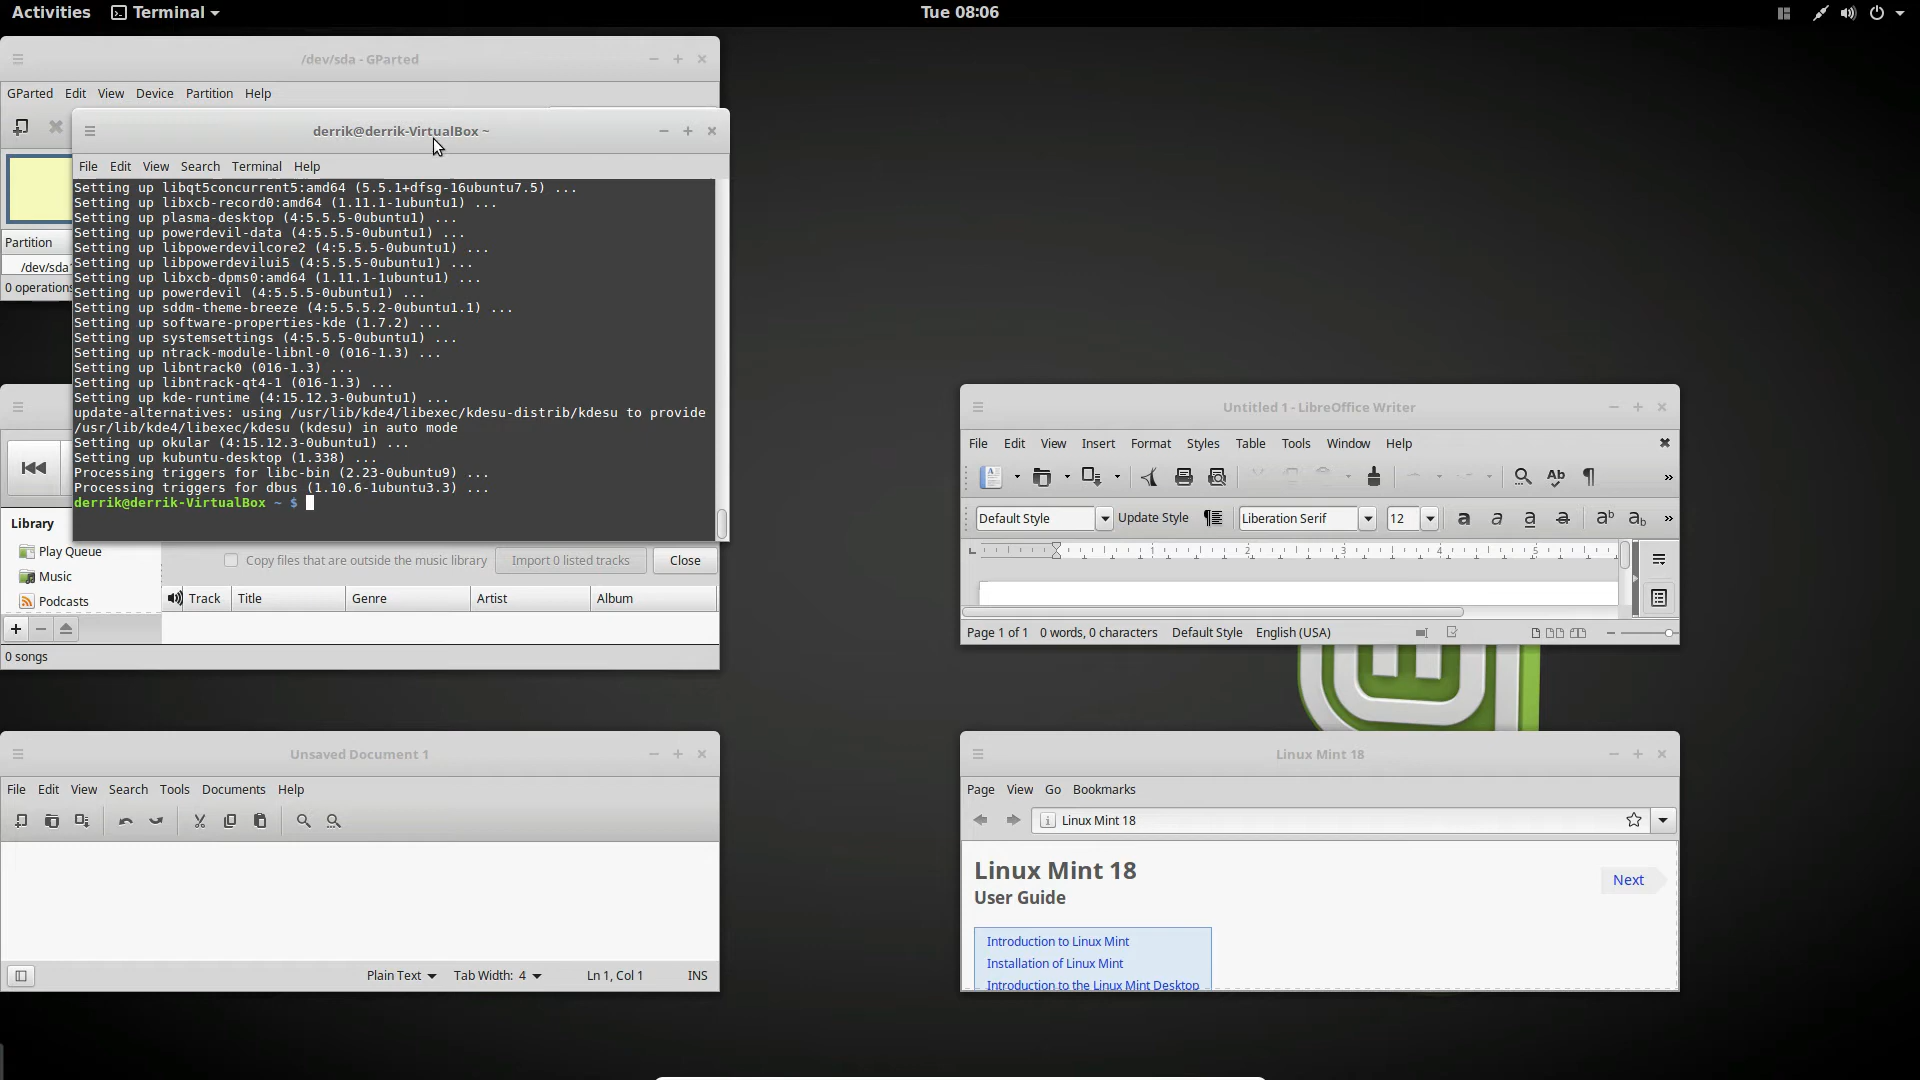 Activities Terminal Tue 08:06
/dev/sda - GParted
GParted Edit View Device Partition Help
Partition
/dev/sda
0 operations
derrik@derrik-VirtualBox ~
File Edit View Search Terminal Help
Setting up libqt5concurrent5:amd64 (5.5.1+dfsg-16ubuntu7.5) ...
Setting up libxcb-record0:amd64 (1.11.1-1ubuntu1) ...
Setting up plasma-desktop (4:5.5.5-0ubuntu1) ...
Setting up powerdevil-data (4:5.5.5-0ubuntu1) ...
Setting up libpowerdevilcore2 (4:5.5.5-0ubuntu1) ...
Setting up libpowerdevilui5 (4:5.5.5-0ubuntu1) ...
Setting up libxcb-dpms0:amd64 (1.11.1-1ubuntu1) ...
Setting up powerdevil (4:5.5.5-0ubuntu1) ...
Setting up sddm-theme-breeze (4:5.5.5.2-0ubuntu1.1) ...
Setting up software-properties-kde (1.7.2) ...
Setting up systemsettings (4:5.5.5-0ubuntu1) ...
Setting up ntrack-module-libnl-0 (016-1.3) ...
Setting up libntrack0 (016-1.3) ...
Setting up libntrack-qt4-1 (016-1.3) ...
Setting up kde-runtime (4:15.12.3-0ubuntu1) ...
update-alternatives: using /usr/lib/kde4/libexec/kdesu-distrib/kdesu to provide
/usr/lib/kde4/libexec/kdesu (kdesu) in auto mode
Setting up okular (4:15.12.3-0ubuntu1) ...
Setting up kubuntu-desktop (1.338) ...
Processing triggers for libc-bin (2.23-0ubuntu9) ...
Processing triggers for dbus (1.10.6-1ubuntu3.3) ...
derrik@derrik-VirtualBox ~ $
Library
Play Queue
Music
Podcasts
Copy files that are outside the music library Import 0 listed tracks Close
Track Title Genre Artist Album
0 songs
Untitled 1 - LibreOffice Writer
File Edit View Insert Format Styles Table Tools Window Help
Default Style Update Style Liberation Serif 12
1 2 3 4 5
Page 1 of 1 0 words, 0 characters Default Style English (USA)
Unsaved Document 1
File Edit View Search Tools Documents Help
Plain Text Tab Width: 4 Ln 1, Col 1 INS
Linux Mint 18
Page View Go Bookmarks
Linux Mint 18
Linux Mint 18
User Guide
Next
Introduction to Linux Mint
Installation of Linux Mint
Introduction to the Linux Mint Desktop